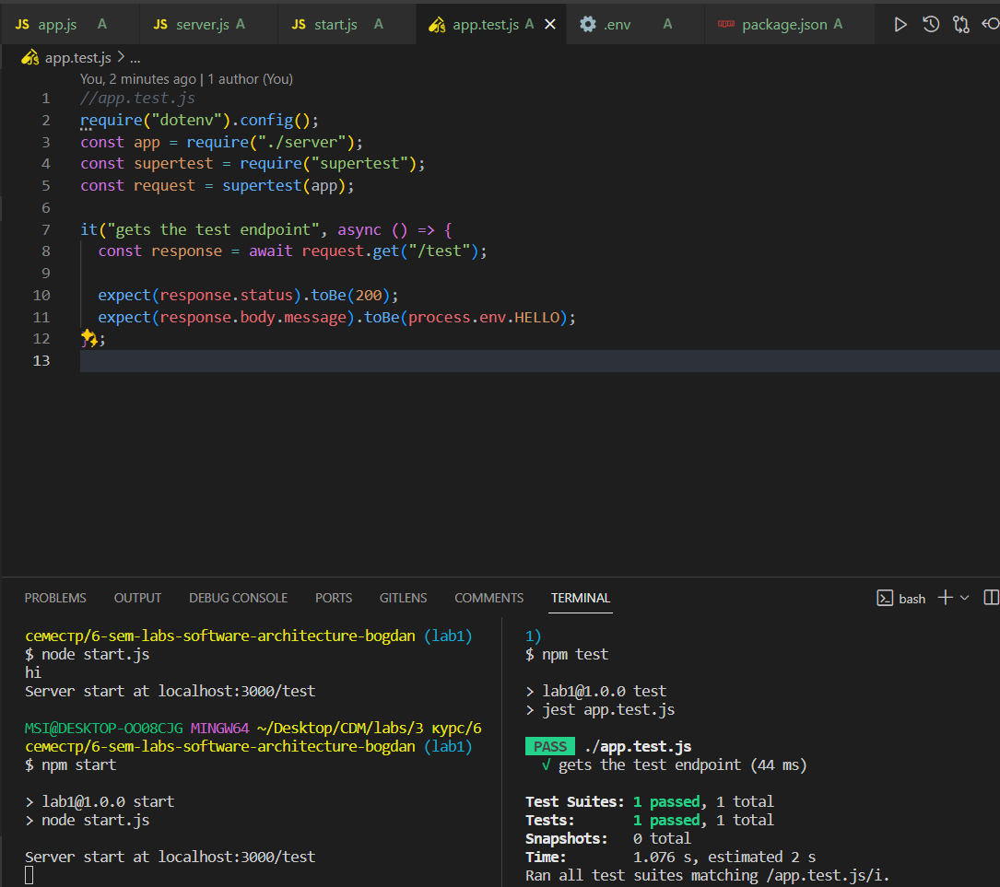 JS app.js A JS server.js A JS start.js A app.test.js A .env A package.json A
app.test.js > ...
You, 2 minutes ago | 1 author (You)
1 //app.test.js
2 require("dotenv").config();
3 const app = require("./server");
4 const supertest = require("supertest");
5 const request = supertest(app);
6
7 it("gets the test endpoint", async () => {
8 const response = await request.get("/test");
9
10 expect(response.status).toBe(200);
11 expect(response.body.message).toBe(process.env.HELLO);
12 });
13
PROBLEMS OUTPUT DEBUG CONSOLE PORTS GITLENS COMMENTS TERMINAL bash
семестр/6-sem-labs-software-architecture-bogdan (lab1)
$ node start.js
hi
Server start at localhost:3000/test
MSI@DESKTOP-OO08CJG MINGW64 ~/Desktop/CDM/labs/3 курс/6
семестр/6-sem-labs-software-architecture-bogdan (lab1)
$ npm start
> lab1@1.0.0 start
> node start.js
Server start at localhost:3000/test
1)
$ npm test
> lab1@1.0.0 test
> jest app.test.js
PASS ./app.test.js
√ gets the test endpoint (44 ms)
Test Suites: 1 passed, 1 total
Tests: 1 passed, 1 total
Snapshots: 0 total
Time: 1.076 s, estimated 2 s
Ran all test suites matching /app.test.js/i.